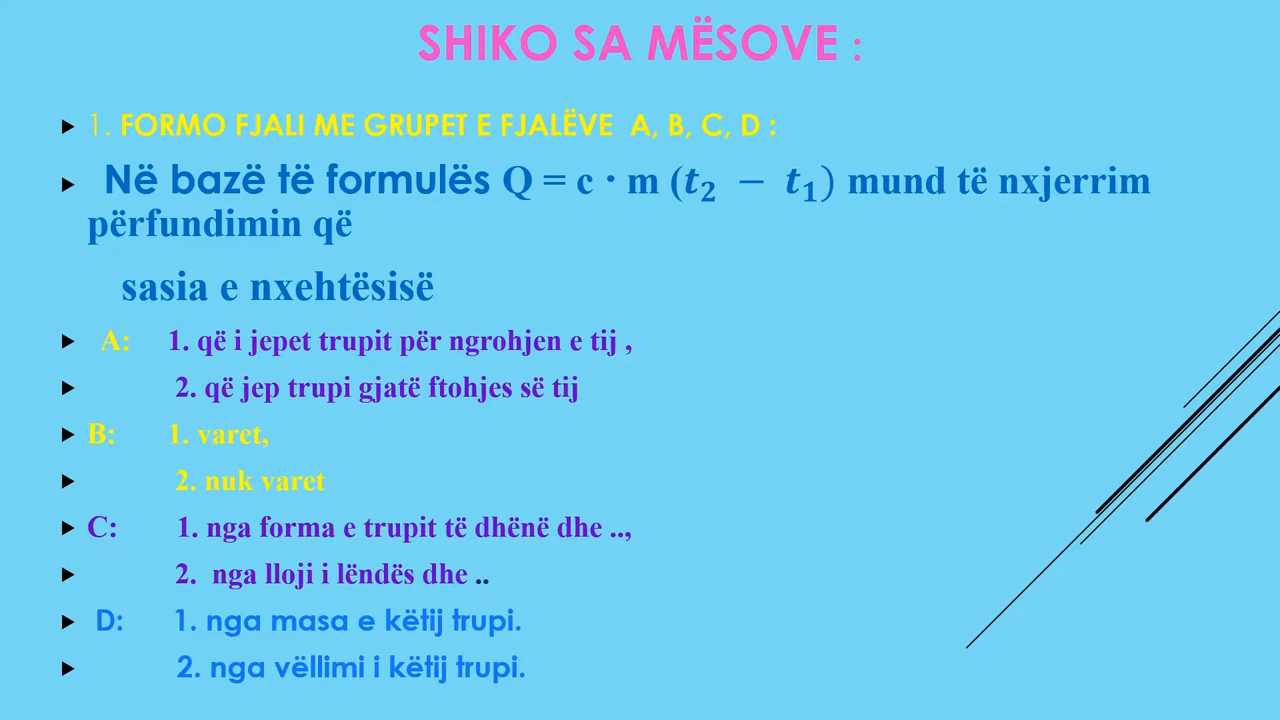 SHIKO SA MËSOVE :
1. FORMO FJALI ME GRUPET E FJALËVE A, B, C, D :
Në bazë të formulës Q = c · m (t₂ − t₁) mund të nxjerrim
përfundimin që
sasia e nxehtësisë
A: 1. që i jepet trupit për ngrohjen e tij ,
2. që jep trupi gjatë ftohjes së tij
B: 1. varet,
2. nuk varet
C: 1. nga forma e trupit të dhënë dhe ..,
2. nga lloji i lëndës dhe ..
D: 1. nga masa e këtij trupi.
2. nga vëllimi i këtij trupi.